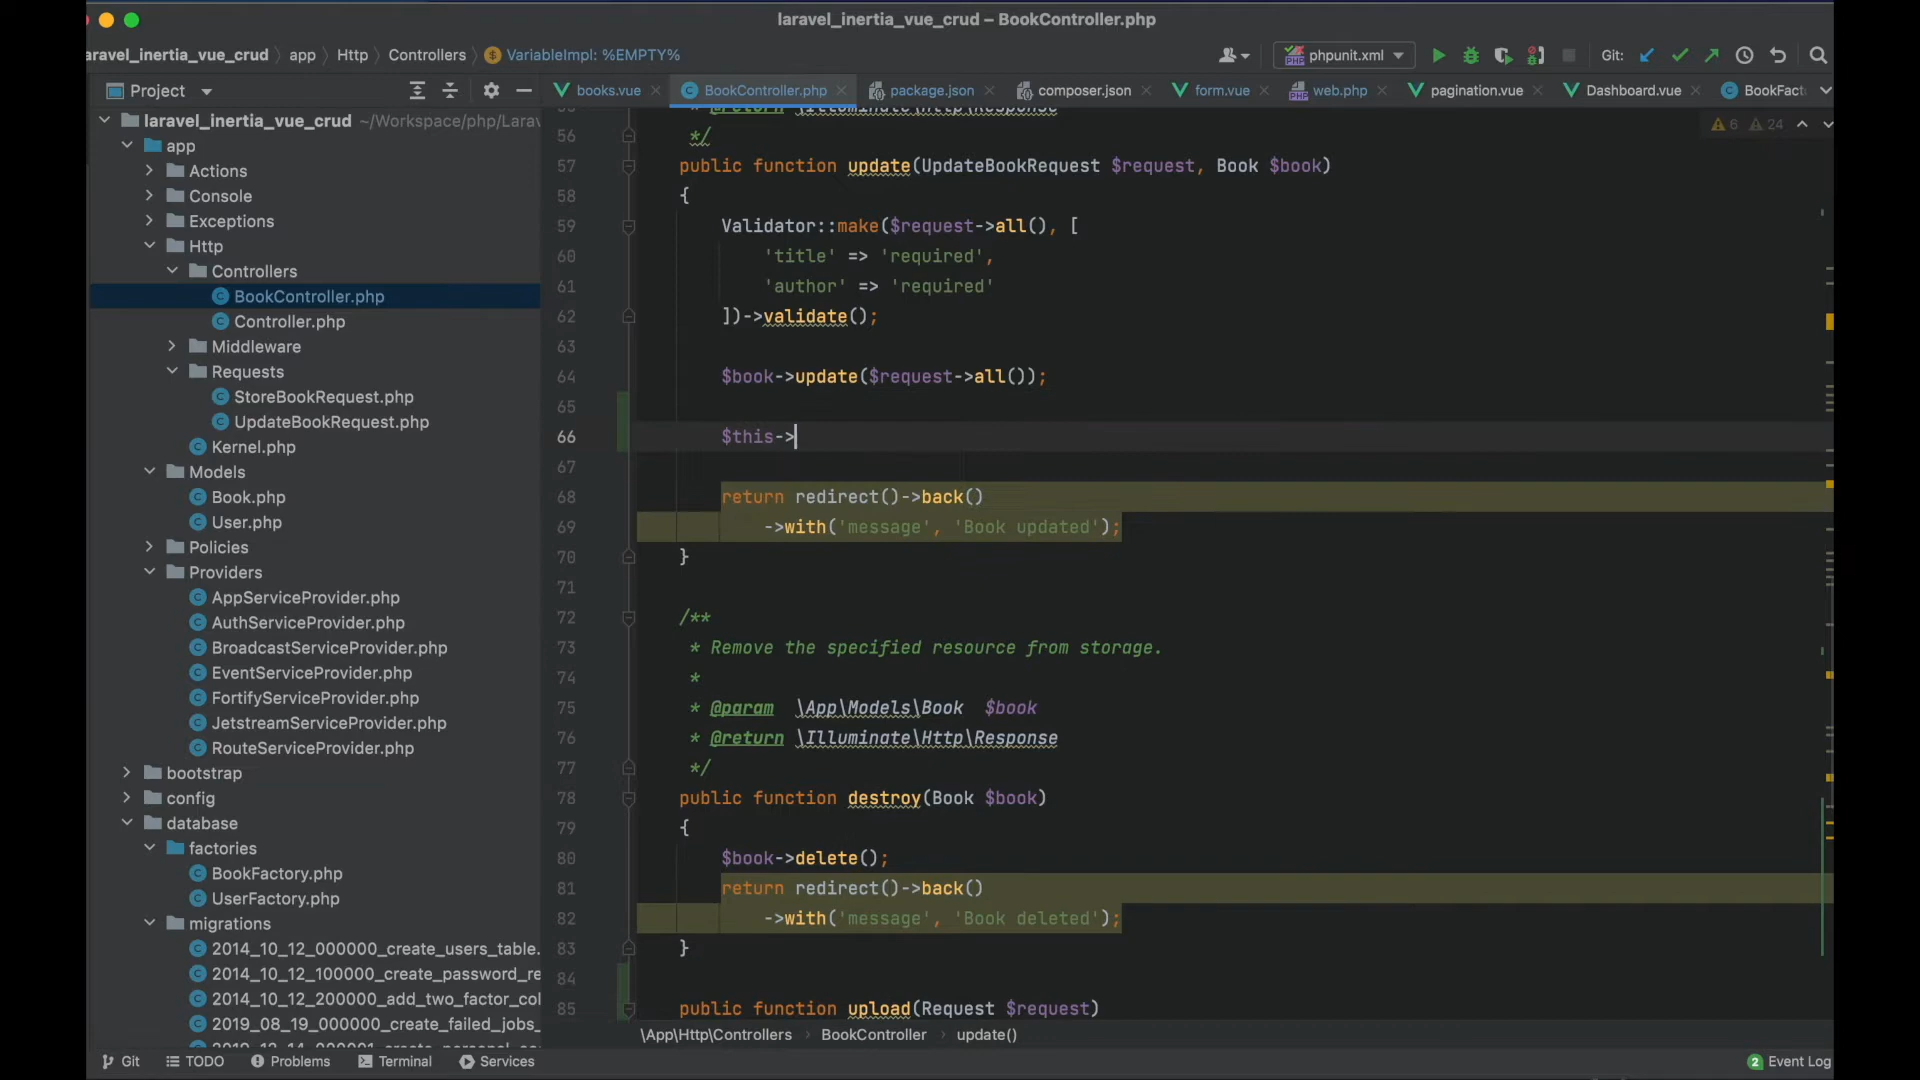 laravel_inertia_vue_crud – BookController.php
aravel_inertia_vue_crud app Http Controllers VariableImpl: %EMPTY% phpunit.xml Git:
Project books.vue BookController.php package.json composer.json form.vue web.php pagination.vue Dashboard.vue BookFact
laravel_inertia_vue_crud ~/Workspace/php/Larav
app
Actions
Console
Exceptions
Http
Controllers
BookController.php
Controller.php
Middleware
Requests
StoreBookRequest.php
UpdateBookRequest.php
Kernel.php
Models
Book.php
User.php
Policies
Providers
AppServiceProvider.php
AuthServiceProvider.php
BroadcastServiceProvider.php
EventServiceProvider.php
FortifyServiceProvider.php
JetstreamServiceProvider.php
RouteServiceProvider.php
bootstrap
config
database
factories
BookFactory.php
UserFactory.php
migrations
2014_10_12_000000_create_users_table.
2014_10_12_100000_create_password_re
2014_10_12_200000_add_two_factor_col
2019_08_19_000000_create_failed_jobs_
* @return \Illuminate\Http\Response
6 24
56 */
57 public function update(UpdateBookRequest $request, Book $book)
58 {
59 Validator::make($request->all(), [
60 'title' => 'required',
61 'author' => 'required'
62 ])->validate();
63
64 $book->update($request->all());
65
66 $this->
67
68 return redirect()->back()
69 ->with('message', 'Book updated');
70 }
71
72 /**
73 * Remove the specified resource from storage.
74 *
75 * @param \App\Models\Book $book
76 * @return \Illuminate\Http\Response
77 */
78 public function destroy(Book $book)
79 {
80 $book->delete();
81 return redirect()->back()
82 ->with('message', 'Book deleted');
83 }
84
85 public function upload(Request $request)
\App\Http\Controllers BookController update()
Git TODO Problems Terminal Services 2 Event Log